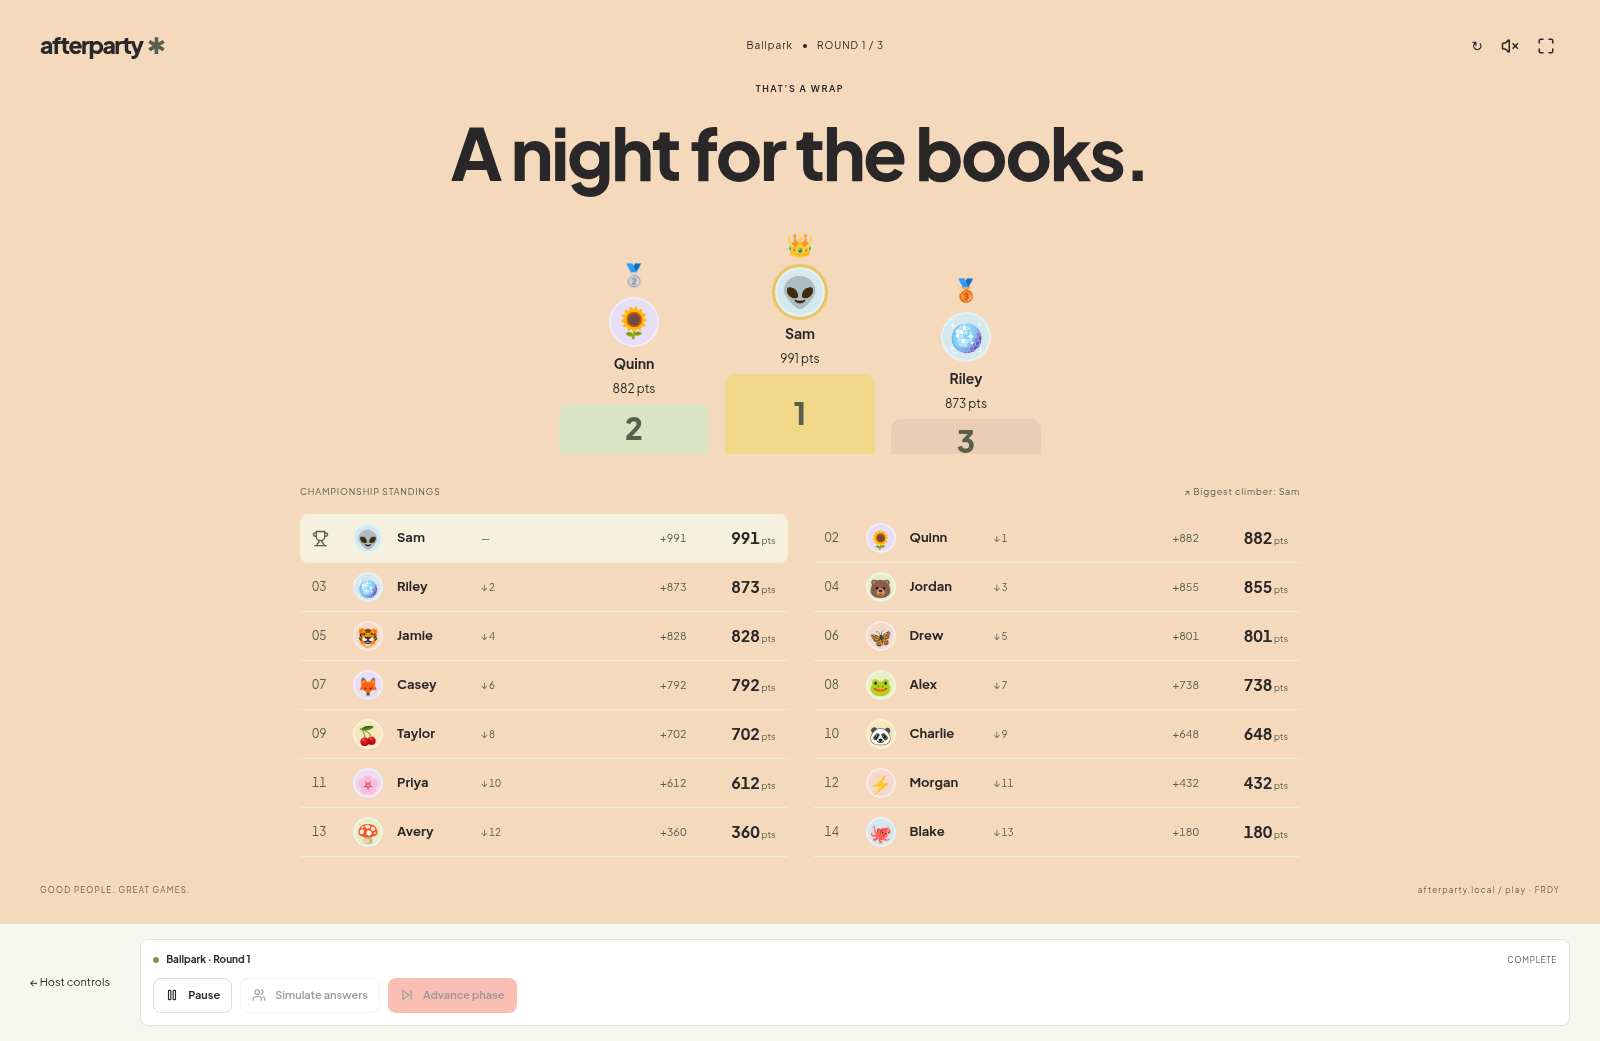 afterparty ✱
Ballpark • ROUND 1 / 3
THAT'S A WRAP
A night for the books.
2
Quinn
882 pts
2
Sam
991 pts
1
3
Riley
873 pts
3
CHAMPIONSHIP STANDINGS
↗ Biggest climber: Sam
Sam — +991 991 pts
02 Quinn ↓1 +882 882 pts
03 Riley ↓2 +873 873 pts
04 Jordan ↓3 +855 855 pts
05 Jamie ↓4 +828 828 pts
06 Drew ↓5 +801 801 pts
07 Casey ↓6 +792 792 pts
08 Alex ↓7 +738 738 pts
09 Taylor ↓8 +702 702 pts
10 Charlie ↓9 +648 648 pts
11 Priya ↓10 +612 612 pts
12 Morgan ↓11 +432 432 pts
13 Avery ↓12 +360 360 pts
14 Blake ↓13 +180 180 pts
GOOD PEOPLE. GREAT GAMES.
afterparty.local / play · FRDY
← Host controls
Ballpark · Round 1
COMPLETE
Pause
Simulate answers
Advance phase